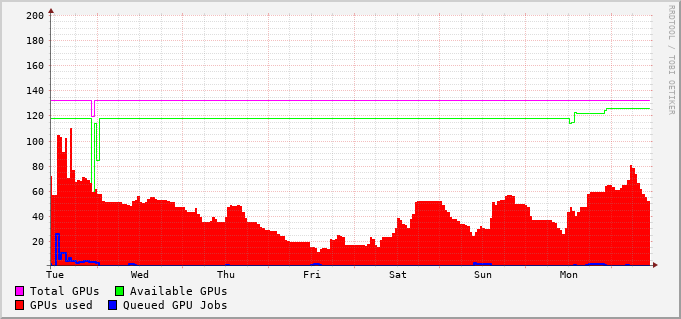 200
180
160
140
120
100
80
60
40
20
Tue Wed Thu Fri Sat Sun Mon
Total GPUs Available GPUs
GPUs used Queued GPU Jobs
RRDTOOL / TOBI OETIKER